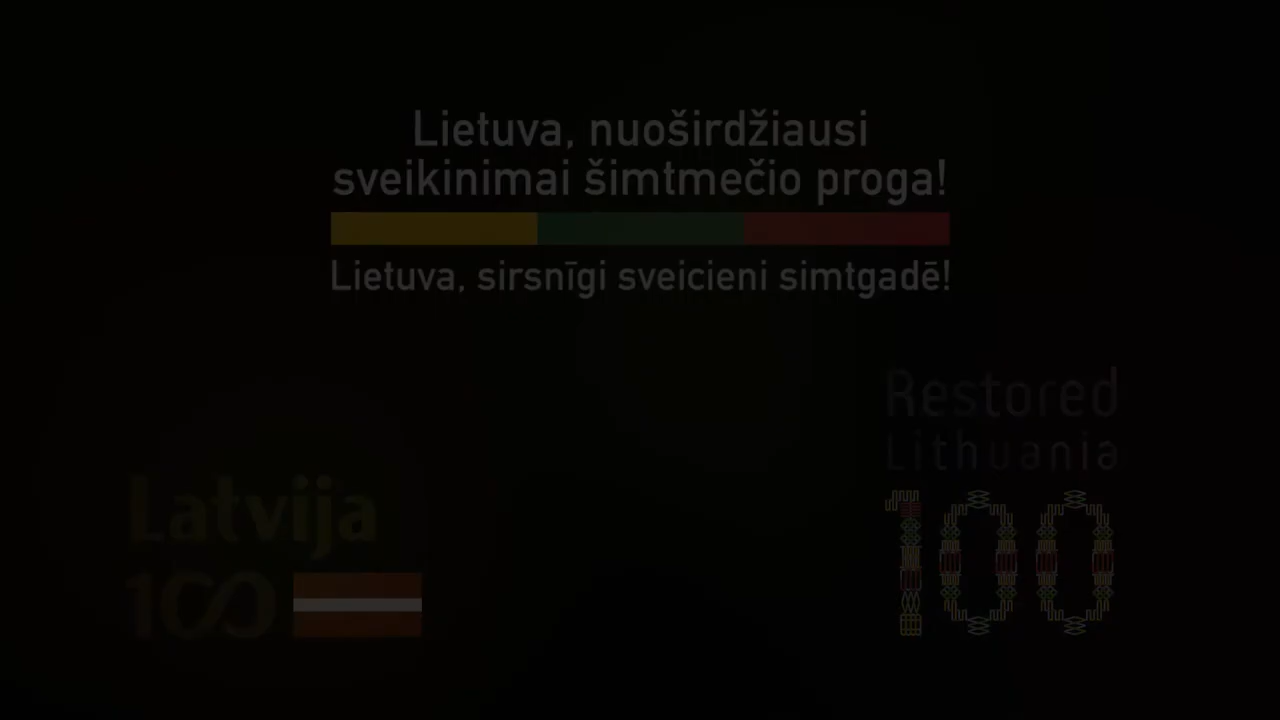 Lietuva, nuoširdžiausi
sveikinimai šimtmečio proga!
Lietuva, sirsnīgi sveicieni simtgadē!
Restored
Lithuania
100
Latvija
100